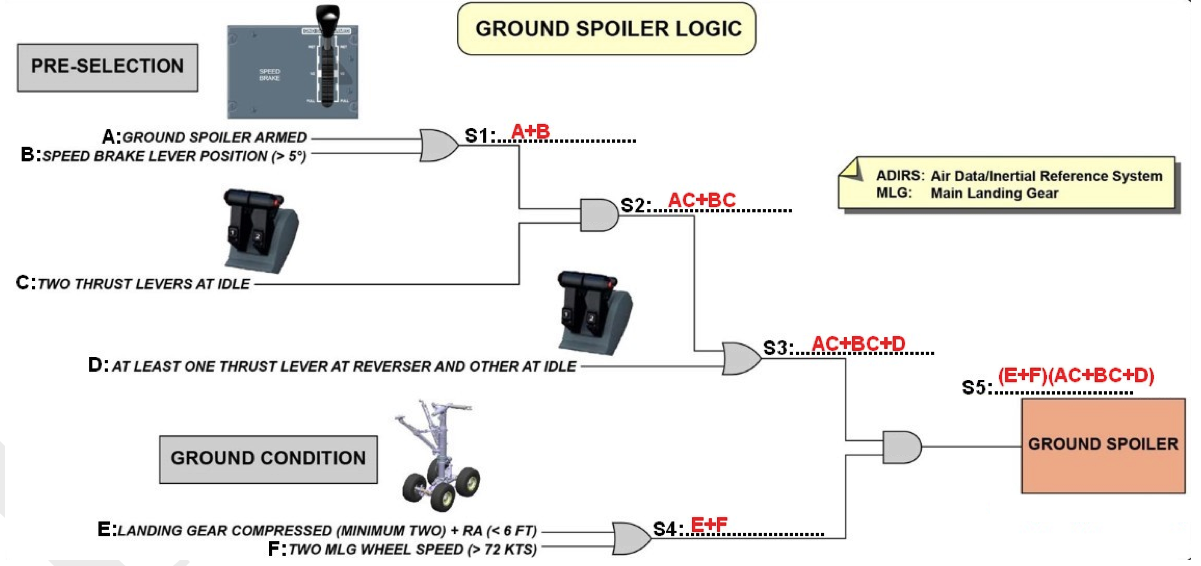 GROUND SPOILER LOGIC
PRE-SELECTION
SPEED
BRAKE
A:GROUND SPOILER ARMED
B:SPEED BRAKE LEVER POSITION (> 5°)
S1:..A+B
ADIRS: Air Data/Inertial Reference System
MLG: Main Landing Gear
S2:..AC+BC
C:TWO THRUST LEVERS AT IDLE
S3:..AC+BC+D
D:AT LEAST ONE THRUST LEVER AT REVERSER AND OTHER AT IDLE
S5:(E+F)(AC+BC+D)
GROUND SPOILER
GROUND CONDITION
E:LANDING GEAR COMPRESSED (MINIMUM TWO) + RA (< 6 FT)
F:TWO MLG WHEEL SPEED (> 72 KTS)
S4:E+F